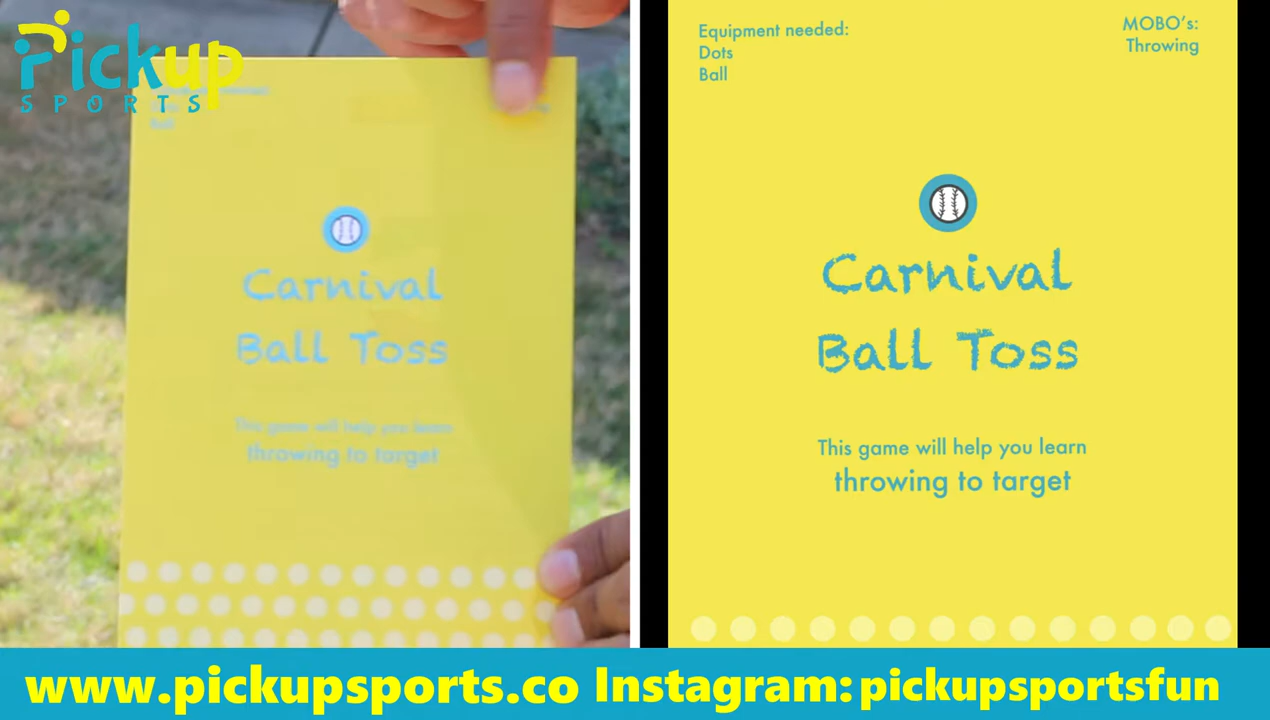 Pickup
SPORTS
Carnival
Ball Toss
This game will help you learn
throwing to target
Equipment needed:
Dots
Ball
MOBO's:
Throwing
Carnival
Ball Toss
This game will help you learn
throwing to target
www.pickupsports.co Instagram: pickupsportsfun